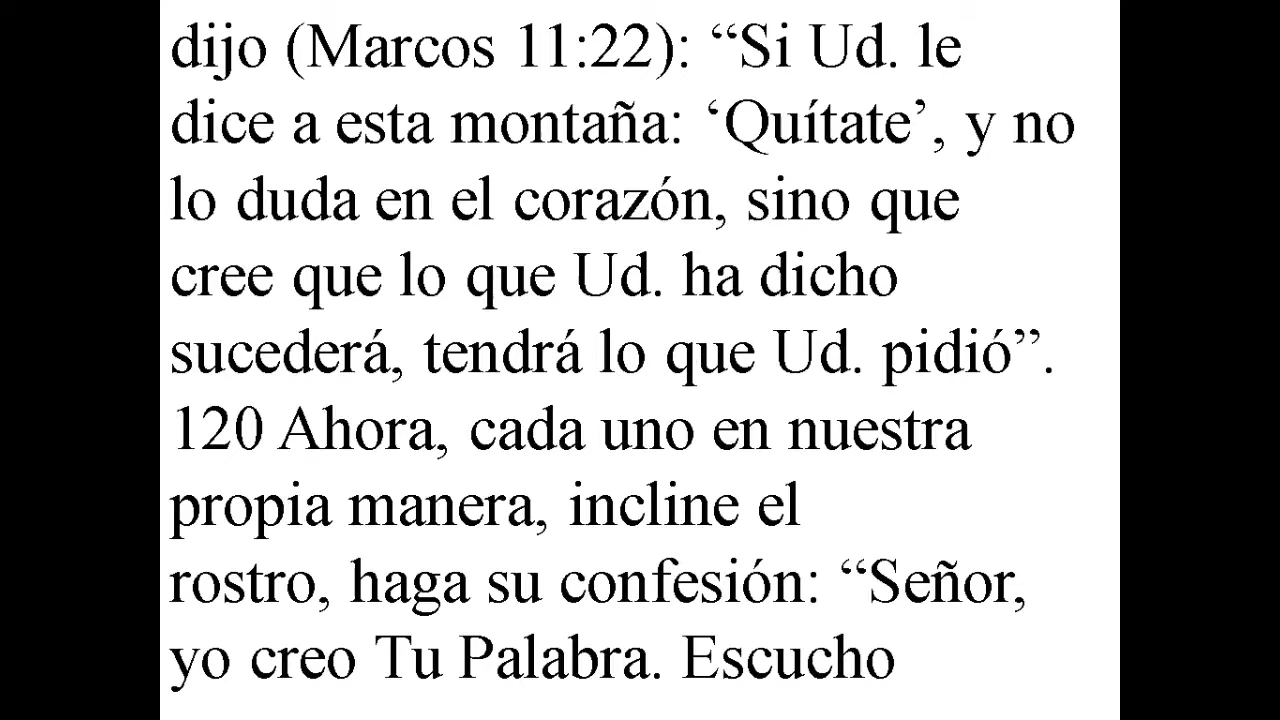 dijo (Marcos 11:22): “Si Ud. le
dice a esta montaña: ‘Quítate’, y no
lo duda en el corazón, sino que
cree que lo que Ud. ha dicho
sucederá, tendrá lo que Ud. pidió”.
120 Ahora, cada uno en nuestra
propia manera, incline el
rostro, haga su confesión: “Señor,
yo creo Tu Palabra. Escucho